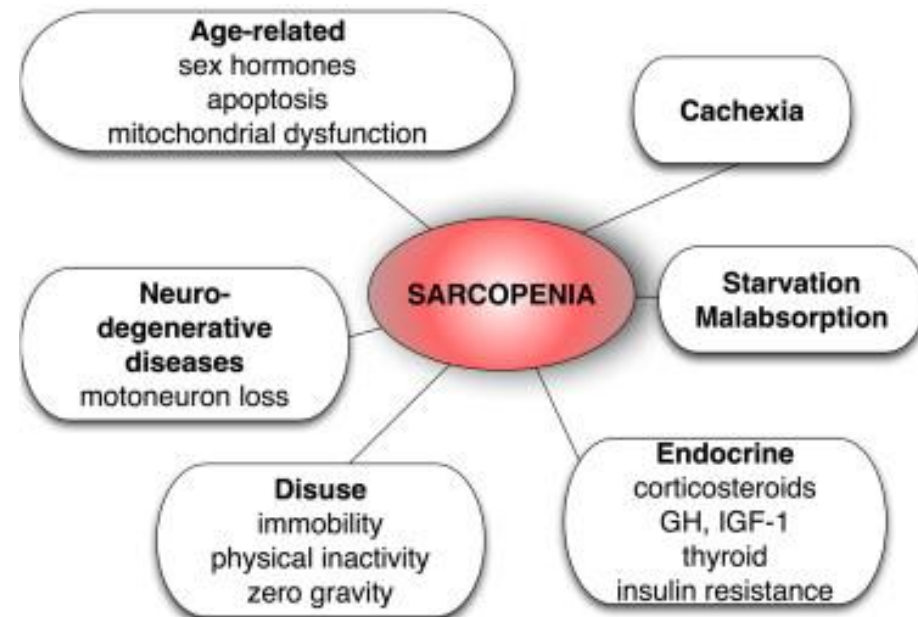 Age-related
sex hormones
apoptosis
mitochondrial dysfunction
Cachexia
SARCOPENIA
Starvation
Malabsorption
Neuro-
degenerative
diseases
motoneuron loss
Disuse
immobility
physical inactivity
zero gravity
Endocrine
corticosteroids
GH, IGF-1
thyroid
insulin resistance